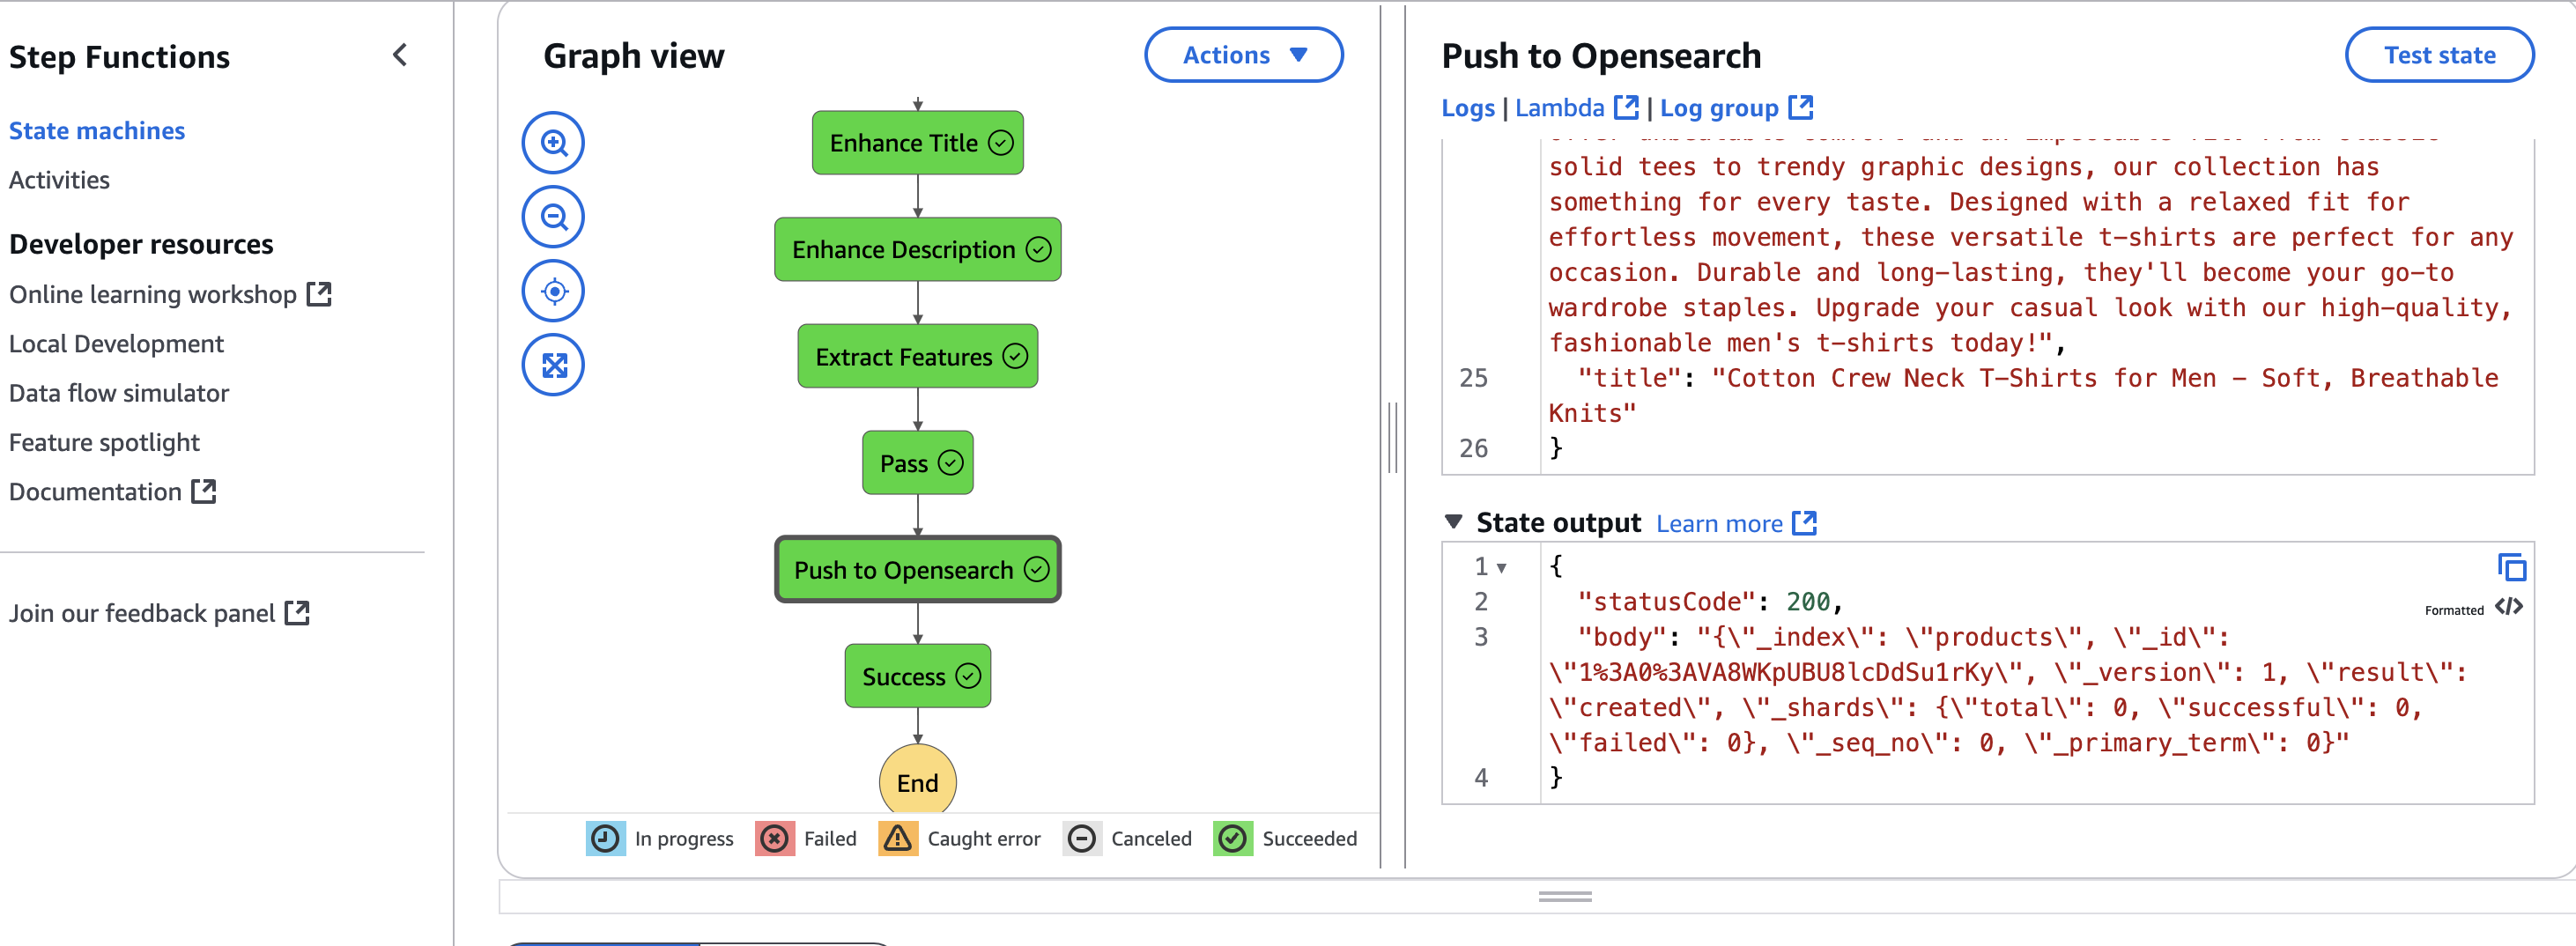 Step Functions
State machines
Activities
Developer resources
Online learning workshop
Local Development
Data flow simulator
Feature spotlight
Documentation
Join our feedback panel
Graph view
Actions
Enhance Title
Enhance Description
Extract Features
Pass
Push to Opensearch
Success
End
In progress
Failed
Caught error
Canceled
Succeeded
Push to Opensearch
Test state
Logs | Lambda | Log group
solid tees to trendy graphic designs, our collection has
something for every taste. Designed with a relaxed fit for
effortless movement, these versatile t-shirts are perfect for any
occasion. Durable and long-lasting, they'll become your go-to
wardrobe staples. Upgrade your casual look with our high-quality,
fashionable men's t-shirts today!",
25 "title": "Cotton Crew Neck T-Shirts for Men - Soft, Breathable
Knits"
26 }
State output Learn more
1 {
2 "statusCode": 200,
Formatted
3 "body": "{\"_index\": \"products\", \"_id\":
\"1%3A0%3AVA8WKpUBU8lcDdSu1rKy\", \"_version\": 1, \"result\":
\"created\", \"_shards\": {\"total\": 0, \"successful\": 0,
\"failed\": 0}, \"_seq_no\": 0, \"_primary_term\": 0}"
4 }